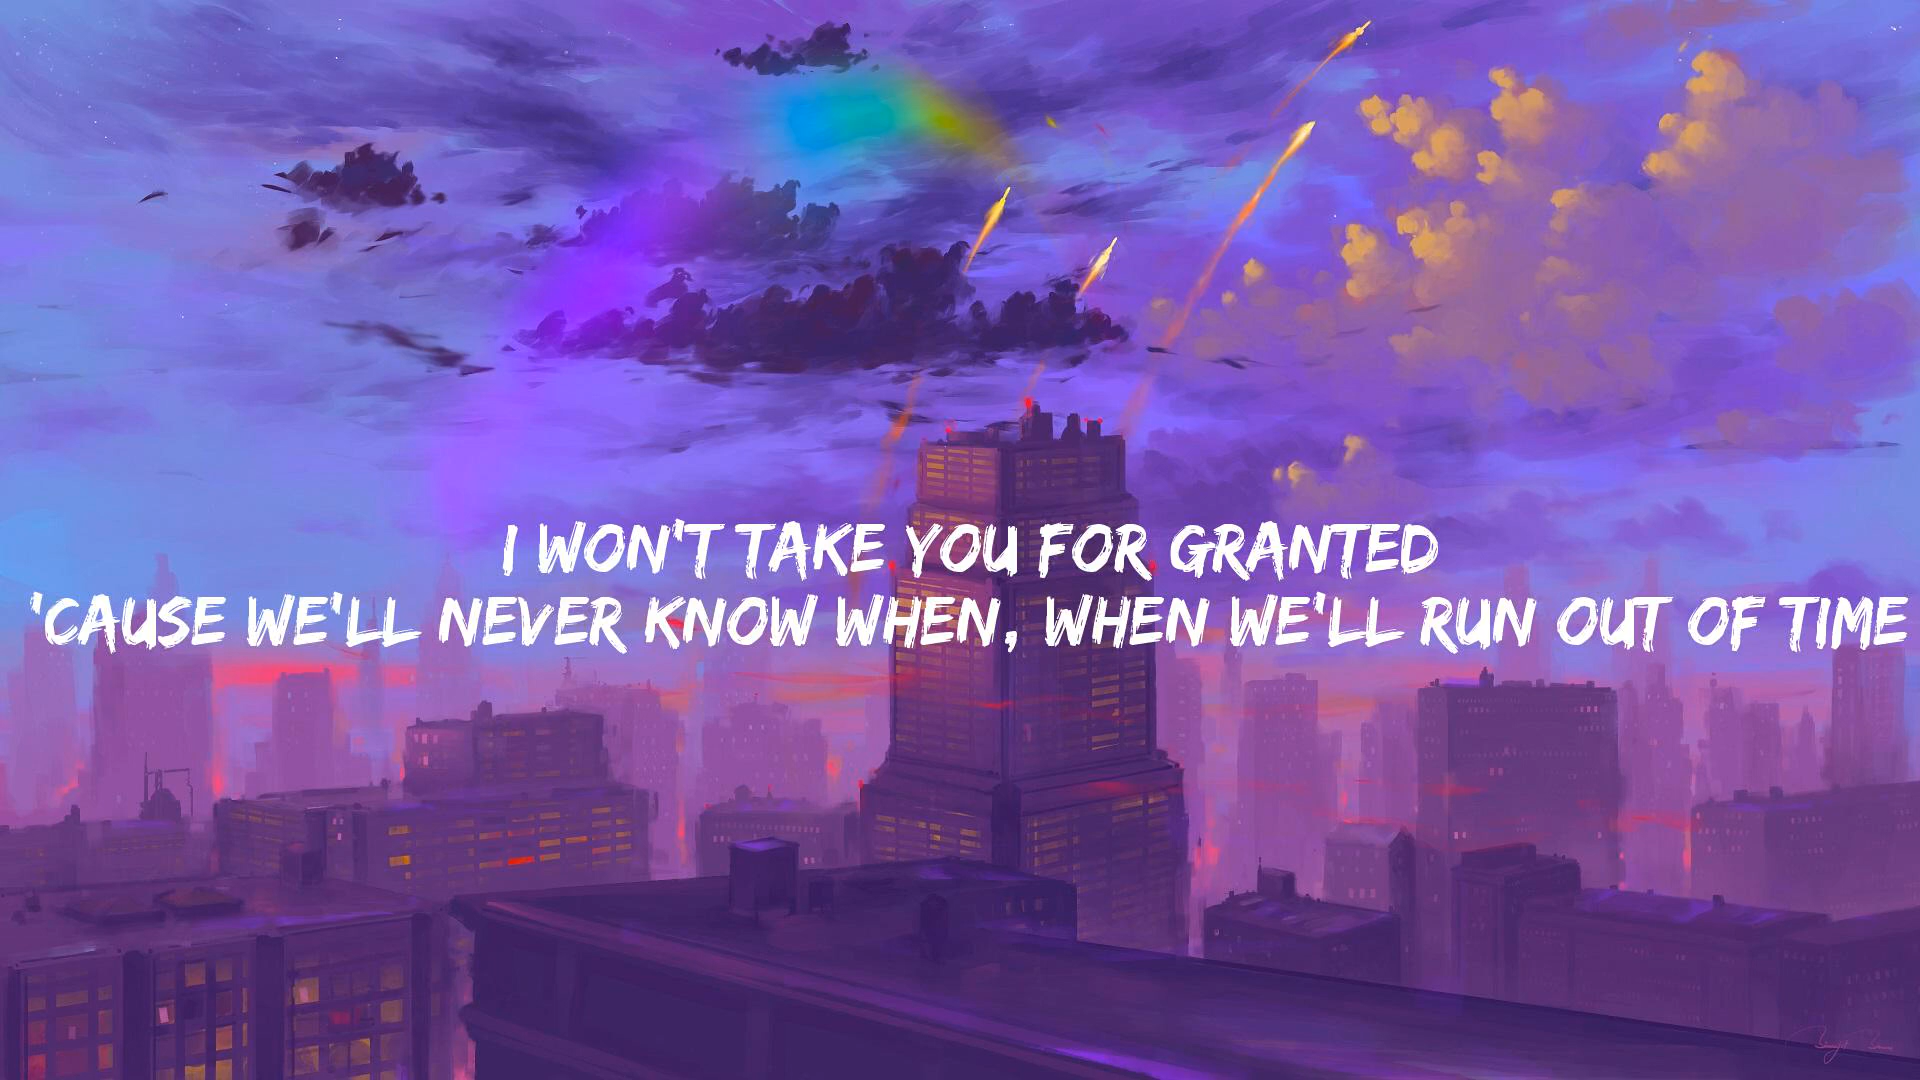 I WON'T TAKE YOU FOR GRANTED
'CAUSE WE'LL NEVER KNOW WHEN, WHEN WE'LL RUN OUT OF TIME